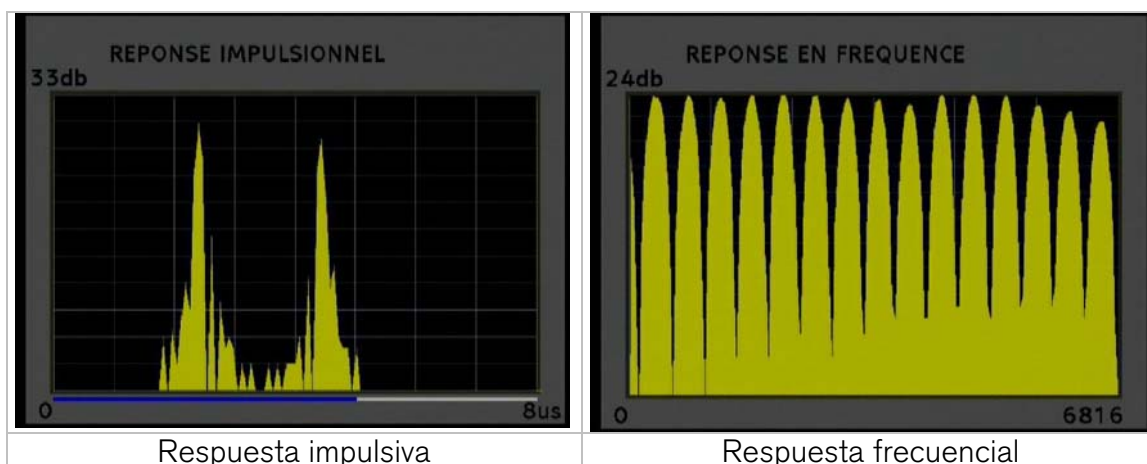 REPONSE IMPULSIONNEL
33db
0
8us
Respuesta impulsiva
REPONSE EN FREQUENCE
24db
0
6816
Respuesta frecuencial